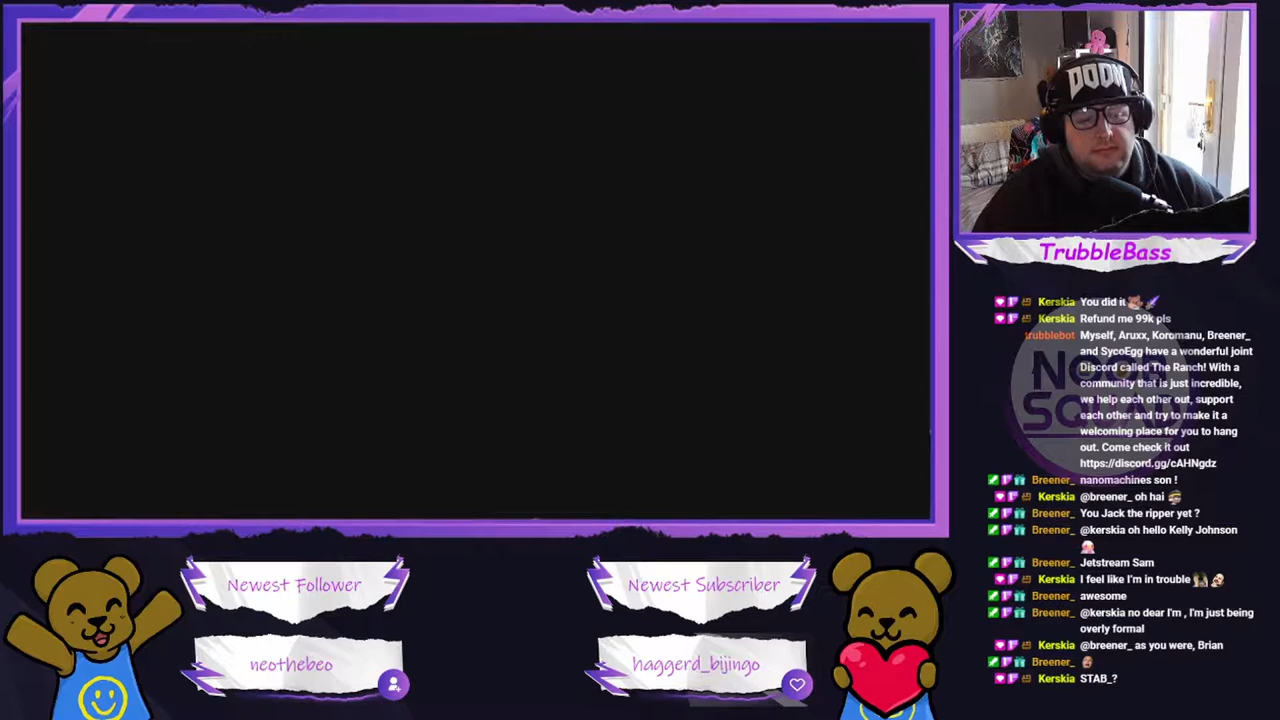 DOOM
TrubbleBass
Kerskia You did it
Kerskia Refund me 99k pls
trubblebot Myself, Aruxx, Koromanu, Breener_
and SycoEgg have a wonderful joint
Discord called The Ranch! With a
community that is just incredible,
we help each other out, support
each other and try to make it a
welcoming place for you to hang
out. Come check it out
https://discord.gg/cAHNgdz
NOOB
SQUAD
Breener_ nanomachines son !
Kerskia @breener_ oh hai
Breener_ You Jack the ripper yet ?
Breener_ @kerskia oh hello Kelly Johnson
Breener_ Jetstream Sam
Kerskia I feel like I'm in trouble
Breener_ awesome
Breener_ @kerskia no dear I'm , I'm just being
overly formal
Kerskia @breener_ as you were, Brian
Breener_
Kerskia STAB_?
Newest Follower
neothebeo
Newest Subscriber
haggerd_bijingo